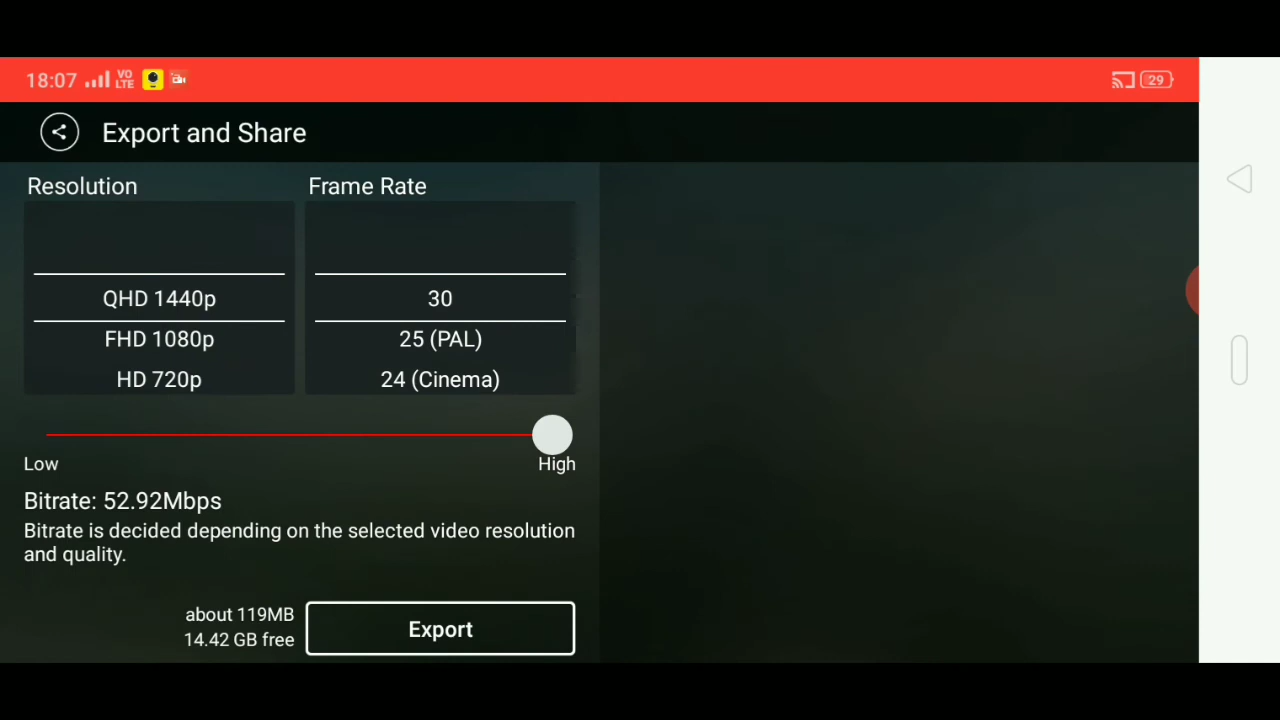 18:07 VO LTE 29
Export and Share
Resolution Frame Rate
QHD 1440p 30
FHD 1080p 25 (PAL)
HD 720p 24 (Cinema)
Low High
Bitrate: 52.92Mbps
Bitrate is decided depending on the selected video resolution
and quality.
about 119MB
14.42 GB free
Export